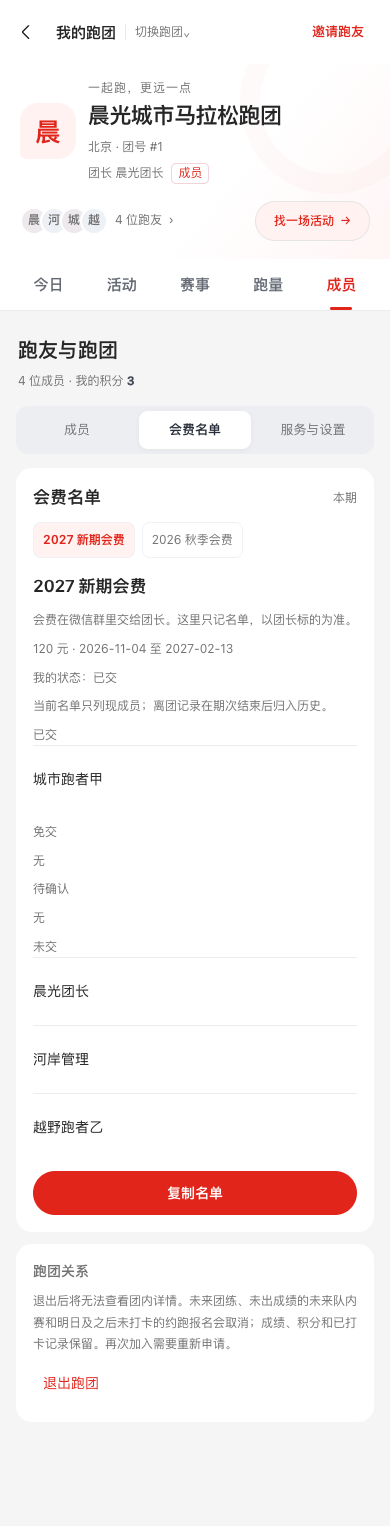 我的跑团 切换跑团 邀请跑友
一起跑，更远一点
晨
晨光城市马拉松跑团
北京 · 团号 #1
团长 晨光团长 成员
晨 河 城 越 4 位跑友 ›
找一场活动 →
今日 活动 赛事 跑量 成员
跑友与跑团
4 位成员 · 我的积分 3
成员 会费名单 服务与设置
会费名单 本期
2027 新期会费 2026 秋季会费
2027 新期会费
会费在微信群里交给团长。这里只记名单，以团长标的为准。
120 元 · 2026-11-04 至 2027-02-13
我的状态：已交
当前名单只列现成员；离团记录在期次结束后归入历史。
已交
城市跑者甲
免交
无
待确认
无
未交
晨光团长
河岸管理
越野跑者乙
复制名单
跑团关系
退出后将无法查看团内详情。未来团练、未出成绩的未来队内
赛和明日及之后未打卡的约跑报名会取消；成绩、积分和已打
卡记录保留。再次加入需要重新申请。
退出跑团